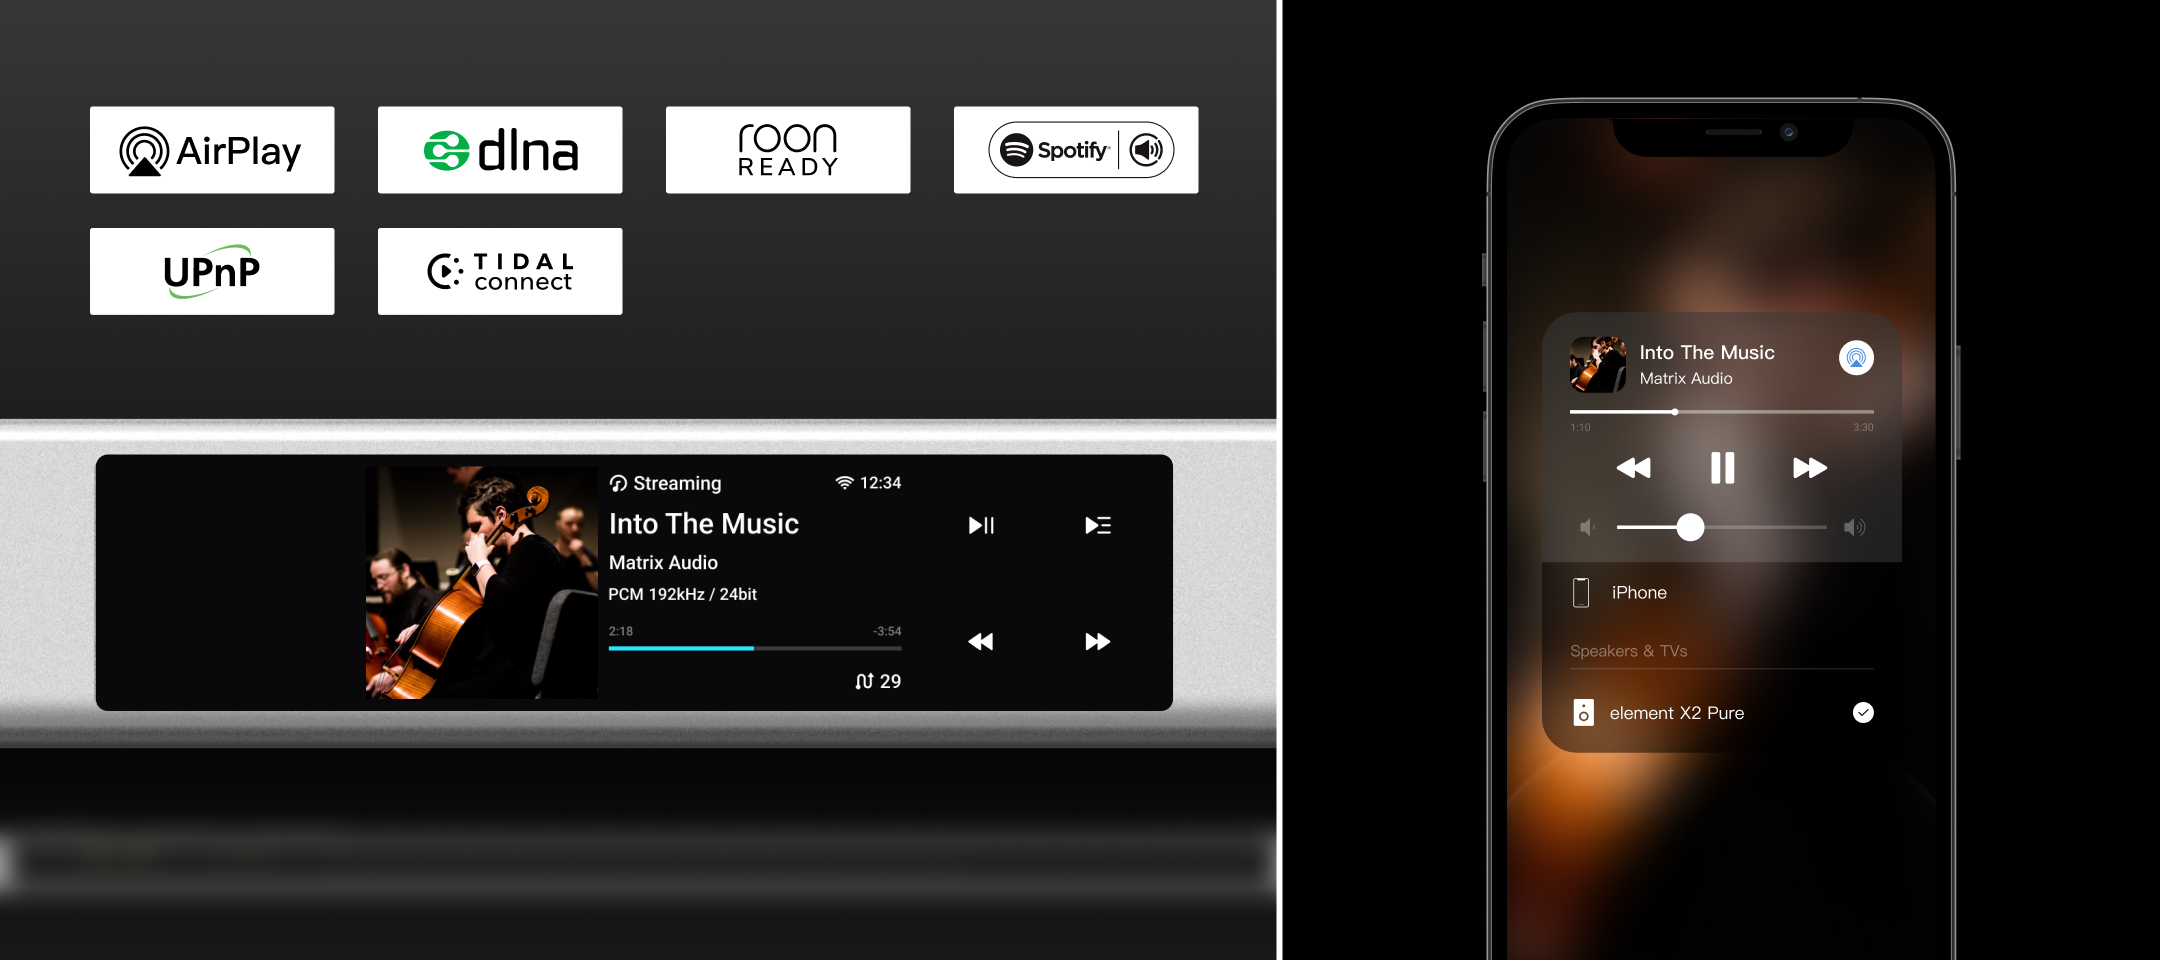 AirPlay
dlna
roon
READY
Spotify
UPnP
TIDAL
connect
Streaming
12:34
Into The Music
Matrix Audio
PCM 192kHz / 24bit
2:18
-3:54
29
Into The Music
Matrix Audio
1:10
3:30
iPhone
Speakers & TVs
element X2 Pure